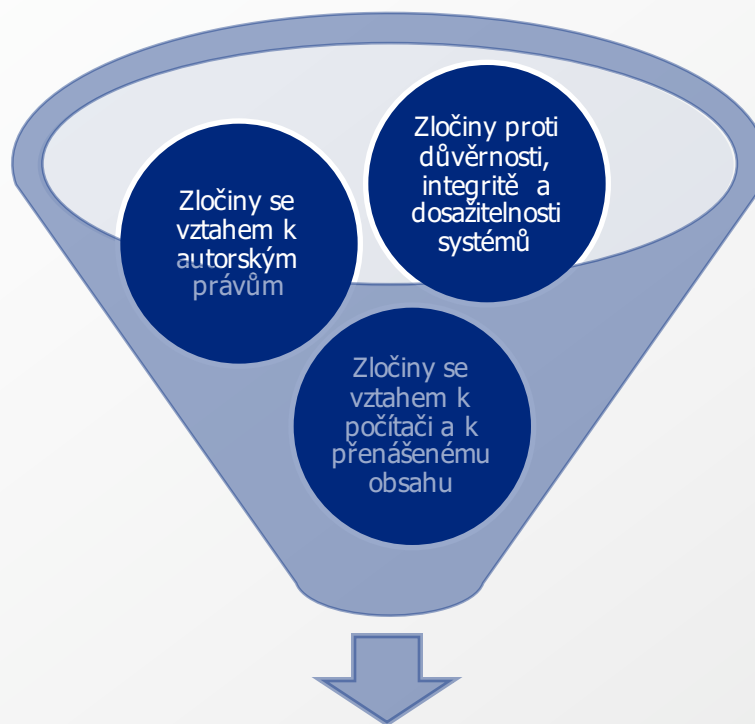 Zločiny proti
důvěrnosti,
integritě a
dosažitelnosti
systémů
Zločiny se
vztahem k
autorským
právům
Zločiny se
vztahem k
počítači a k
přenášenému
obsahu